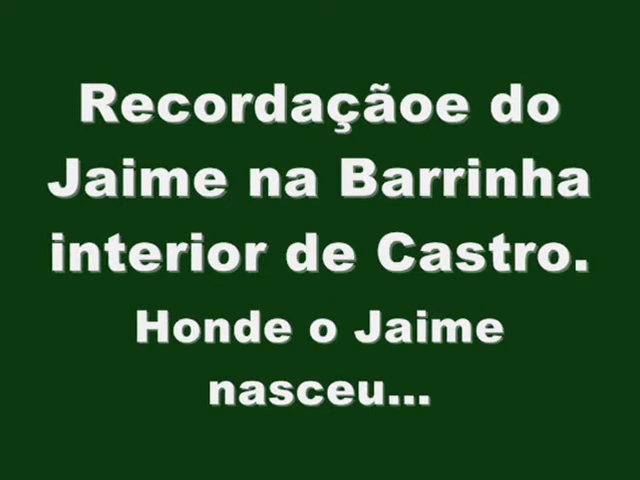 Recordaçãoe do
Jaime na Barrinha
interior de Castro.
Honde o Jaime
nasceu...